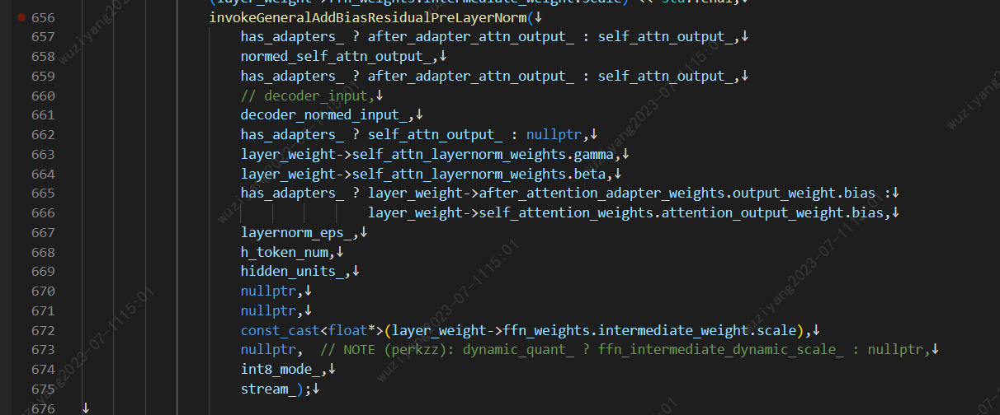 (layer_weight->ffn_weights.intermediate_weight.scale) << std::endl;↓
656 invokeGeneralAddBiasResidualPreLayerNorm(↓
657 has_adapters_ ? after_adapter_attn_output_ : self_attn_output_,↓
658 normed_self_attn_output_,↓
659 has_adapters_ ? after_adapter_attn_output_ : self_attn_output_,↓
660 // decoder_input,↓
661 decoder_normed_input_,↓
662 has_adapters_ ? self_attn_output_ : nullptr,↓
663 layer_weight->self_attn_layernorm_weights.gamma,↓
664 layer_weight->self_attn_layernorm_weights.beta,↓
665 has_adapters_ ? layer_weight->after_attention_adapter_weights.output_weight.bias :↓
666 layer_weight->self_attention_weights.attention_output_weight.bias,↓
667 layernorm_eps_,↓
668 h_token_num,↓
669 hidden_units_,↓
670 nullptr,↓
671 nullptr,↓
672 const_cast<float*>(layer_weight->ffn_weights.intermediate_weight.scale),↓
673 nullptr,  // NOTE (perkzz): dynamic_quant_ ? ffn_intermediate_dynamic_scale_ : nullptr,↓
674 int8_mode_,↓
675 stream_);↓
676 ↓
wuziyang2023-07-1115:01